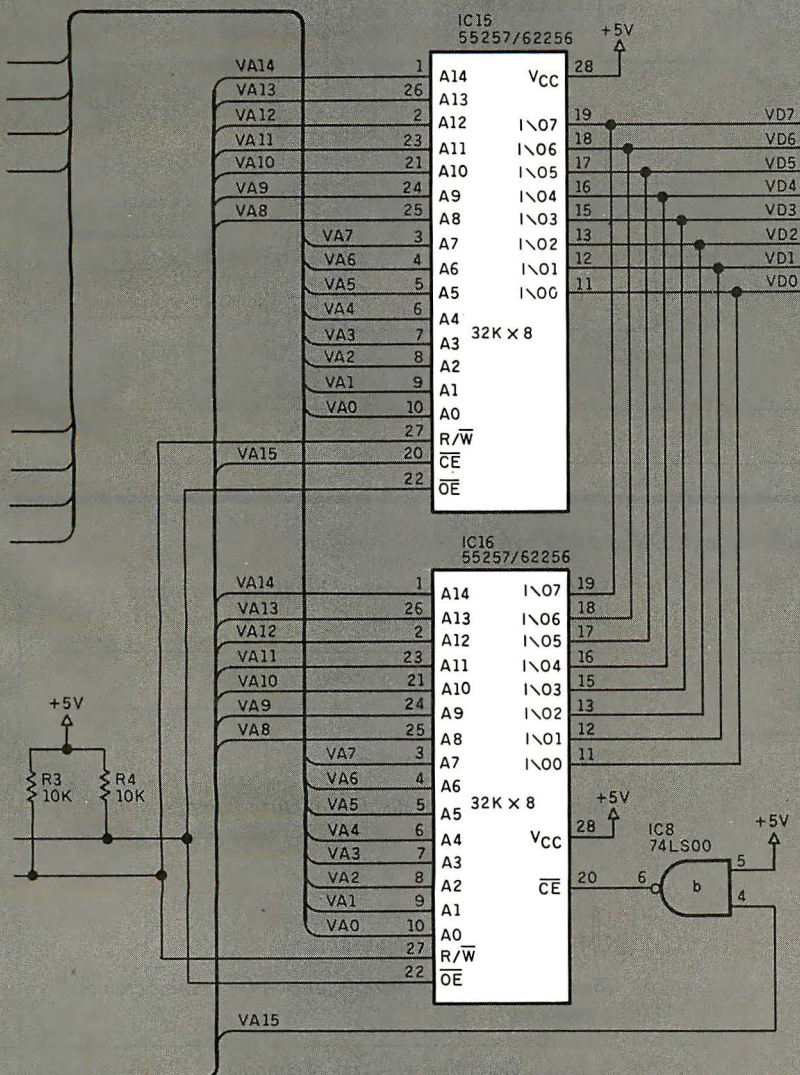 IC15
55257/62256
+5V
VA14 1 A14 VCC 28
VA13 26 A13
VA12 2 A12 I\O7 19 VD7
VA11 23 A11 I\O6 18 VD6
VA10 21 A10 I\O5 17 VD5
VA9 24 A9 I\O4 16 VD4
VA8 25 A8 I\O3 15 VD3
VA7 3 A7 I\O2 13 VD2
VA6 4 A6 I\O1 12 VD1
VA5 5 A5 I\O0 11 VD0
VA4 6 A4
32K × 8
VA3 7 A3
VA2 8 A2
VA1 9 A1
VA0 10 A0
27 R/W̅
VA15 20 C̅E̅
22 O̅E̅
IC16
55257/62256
VA14 1 A14 I\O7 19
VA13 26 A13 I\O6 18
VA12 2 A12 I\O5 17
VA11 23 A11 I\O4 16
VA10 21 A10 I\O3 15
VA9 24 A9 I\O2 13
VA8 25 A8 I\O1 12
VA7 3 A7 I\O0 11
VA6 4 A6
VA5 5 A5 32K × 8
VA4 6 A4 VCC 28 +5V
VA3 7 A3
VA2 8 A2 C̅E̅ 20
VA1 9 A1
VA0 10 A0
27 R/W̅
22 O̅E̅
VA15
+5V
R3
10K
R4
10K
IC8
74LS00
+5V
6 b 5
4